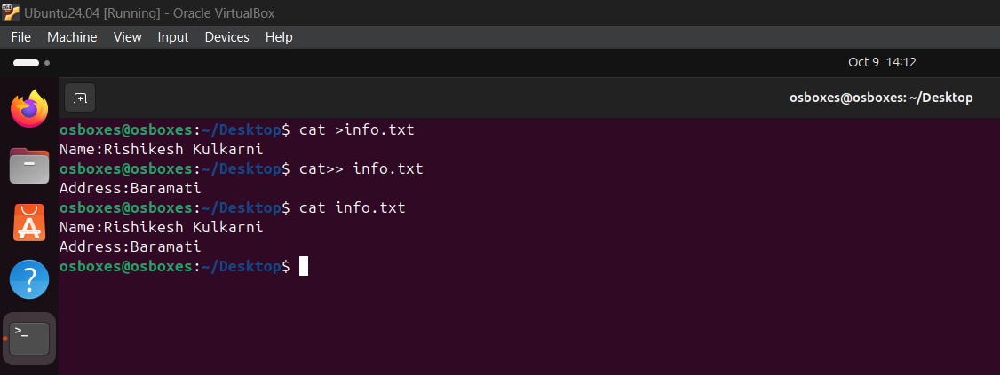 Ubuntu24.04 [Running] - Oracle VirtualBox
File Machine View Input Devices Help
Oct 9 14:12
osboxes@osboxes: ~/Desktop
osboxes@osboxes:~/Desktop$ cat >info.txt
Name:Rishikesh Kulkarni
osboxes@osboxes:~/Desktop$ cat>> info.txt
Address:Baramati
osboxes@osboxes:~/Desktop$ cat info.txt
Name:Rishikesh Kulkarni
Address:Baramati
osboxes@osboxes:~/Desktop$